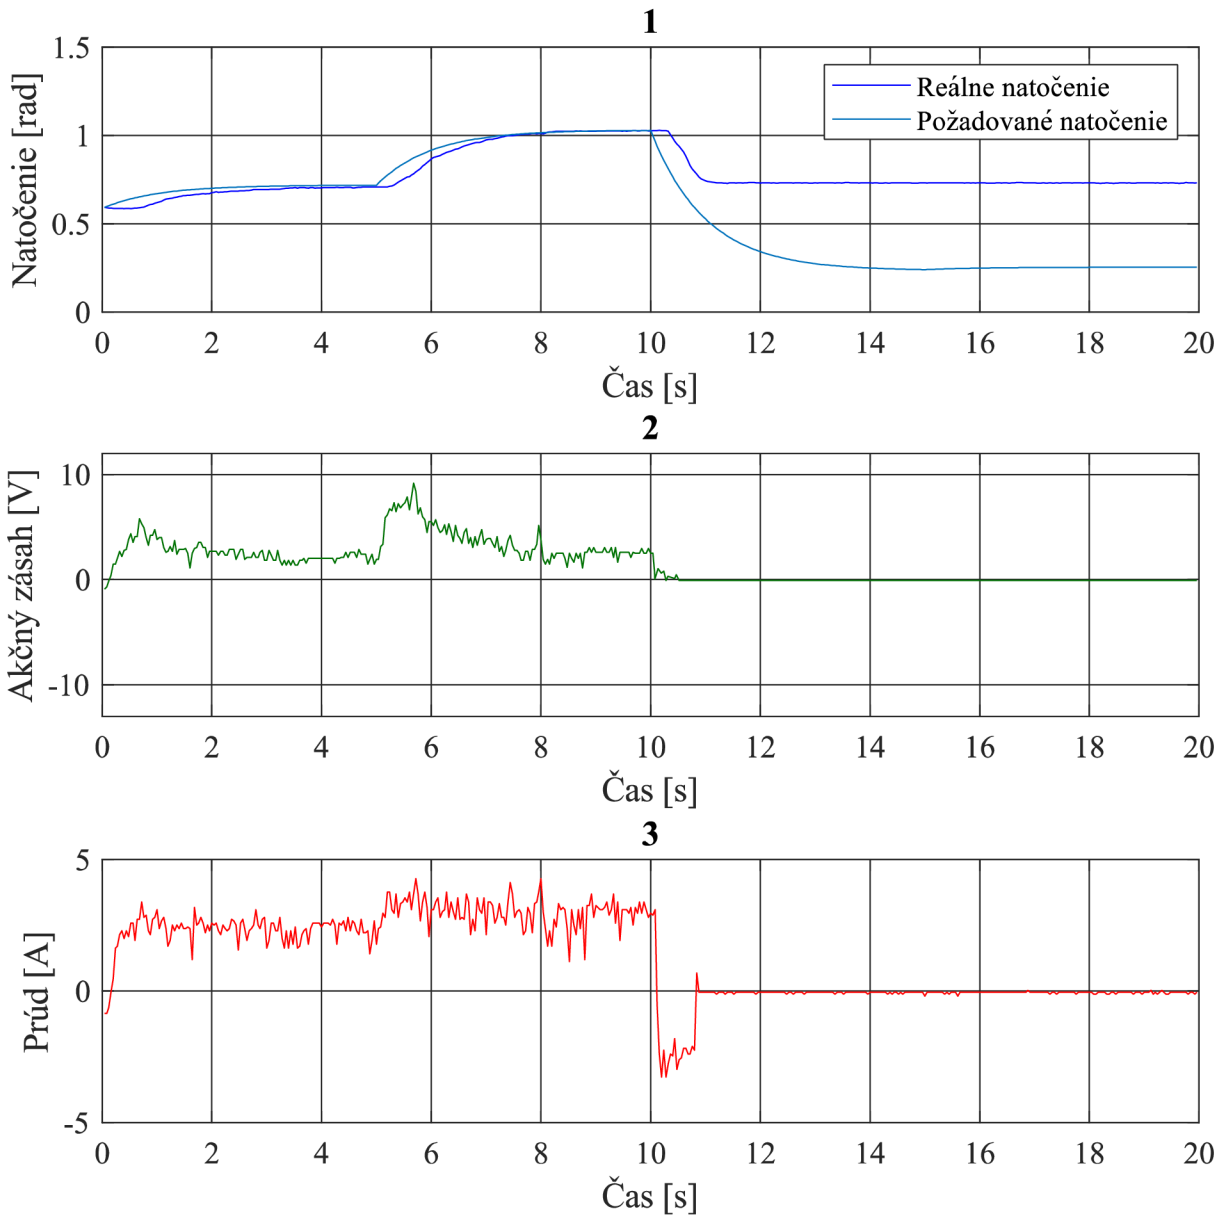 1
1.5
1
0.5
0
Natočenie [rad]
Reálne natočenie
Požadované natočenie
0 2 4 6 8 10 12 14 16 18 20
Čas [s]
2
10
0
-10
Akčný zásah [V]
0 2 4 6 8 10 12 14 16 18 20
Čas [s]
3
5
0
-5
Prúd [A]
0 2 4 6 8 10 12 14 16 18 20
Čas [s]